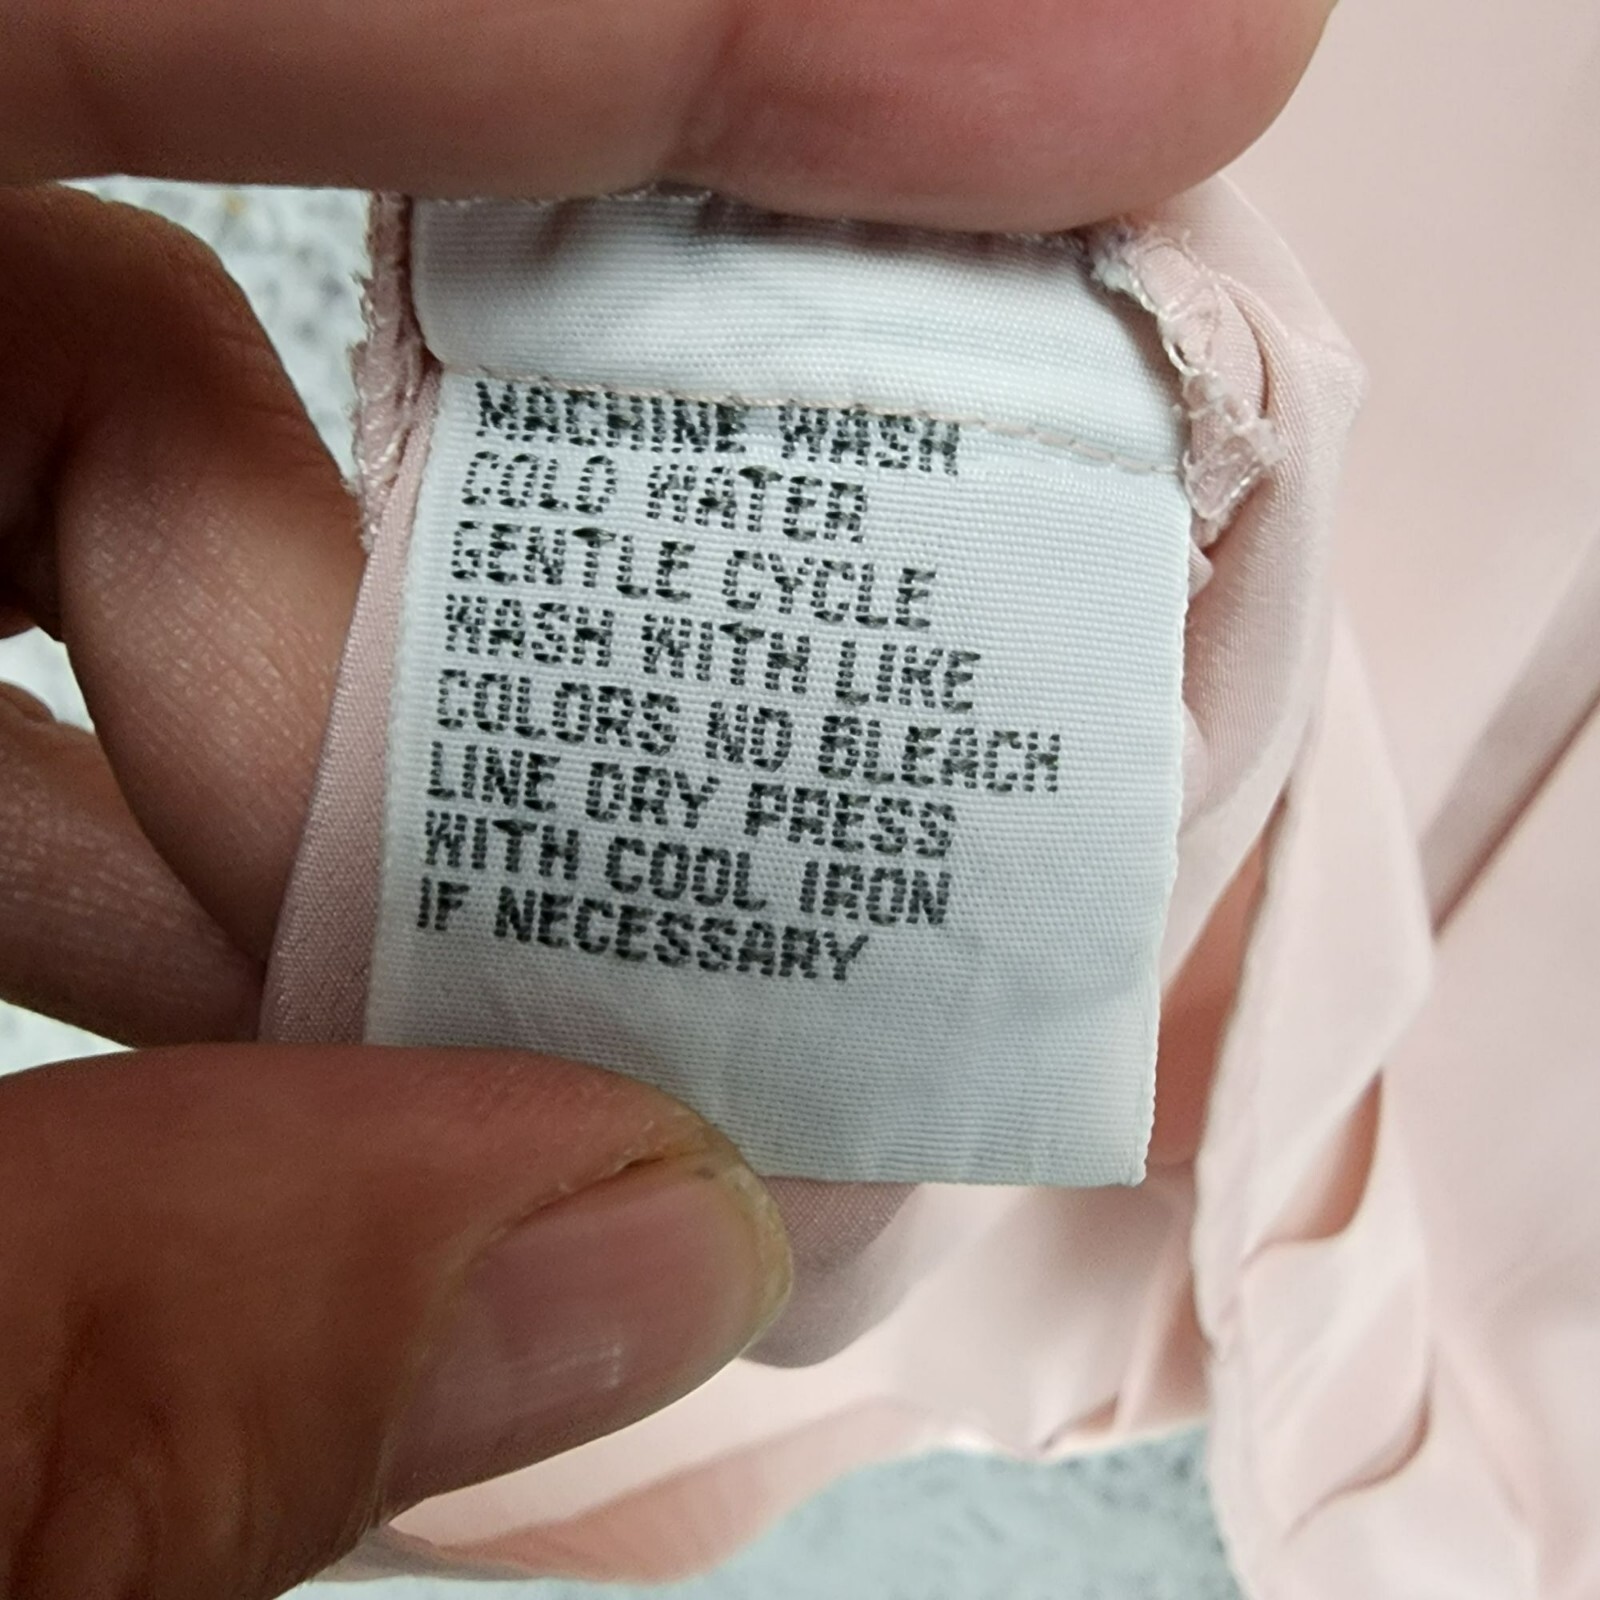 MACHINE WASH
COLD WATER
GENTLE CYCLE
WASH WITH LIKE
COLORS NO BLEACH
LINE DRY PRESS
WITH COOL IRON
IF NECESSARY